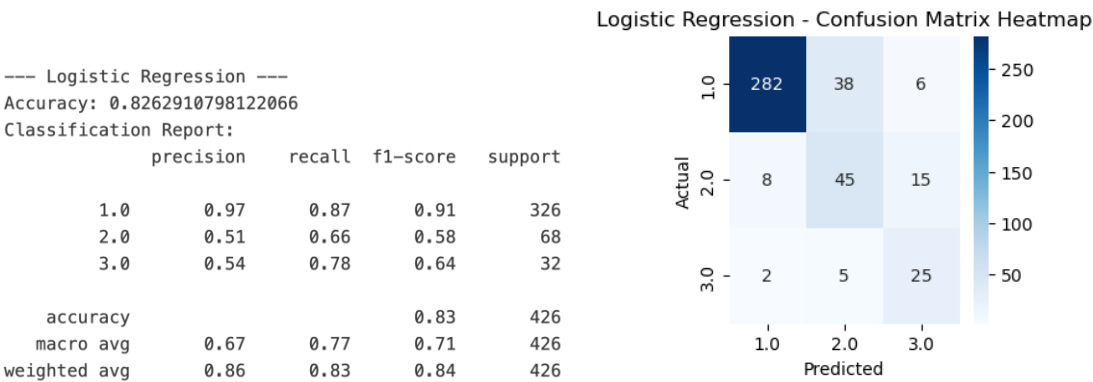 --- Logistic Regression ---
Accuracy: 0.8262910798122066
Classification Report:
precision recall f1-score support
1.0 0.97 0.87 0.91 326
2.0 0.51 0.66 0.58 68
3.0 0.54 0.78 0.64 32
accuracy 0.83 426
macro avg 0.67 0.77 0.71 426
weighted avg 0.86 0.83 0.84 426
Logistic Regression - Confusion Matrix Heatmap
Actual
1.0 282 38 6
2.0 8 45 15
3.0 2 5 25
1.0 2.0 3.0
Predicted
250
200
150
100
50